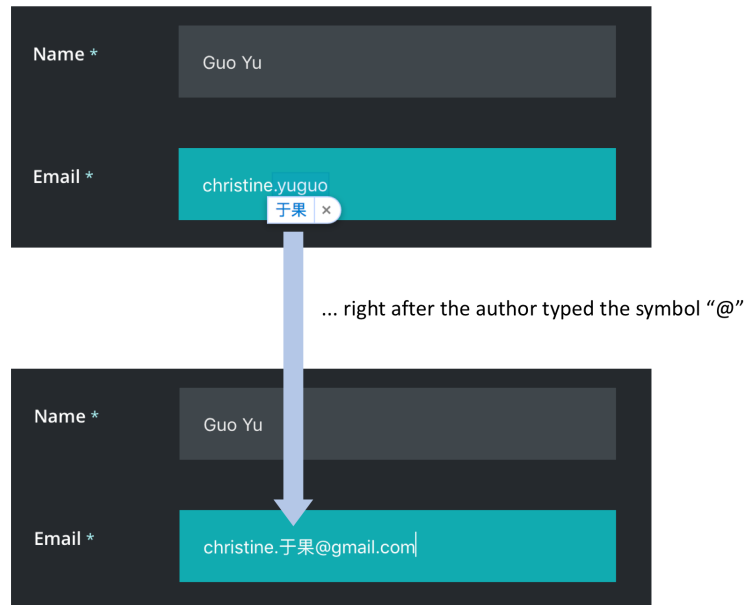 Name *
Guo Yu
Email *
christine.yuguo
于果 ×
... right after the author typed the symbol “@”
Name *
Guo Yu
Email *
christine.于果@gmail.com